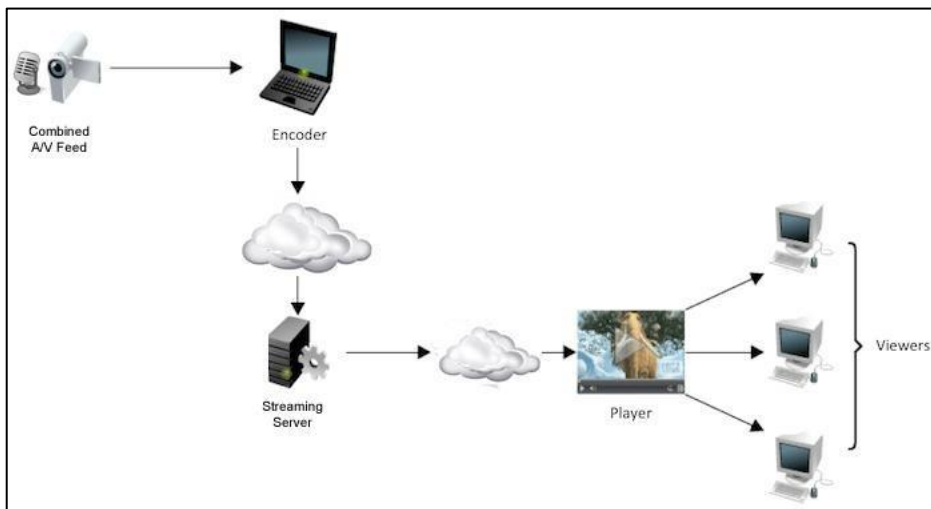 Combined
A/V Feed
Encoder
Streaming
Server
Player
Viewers